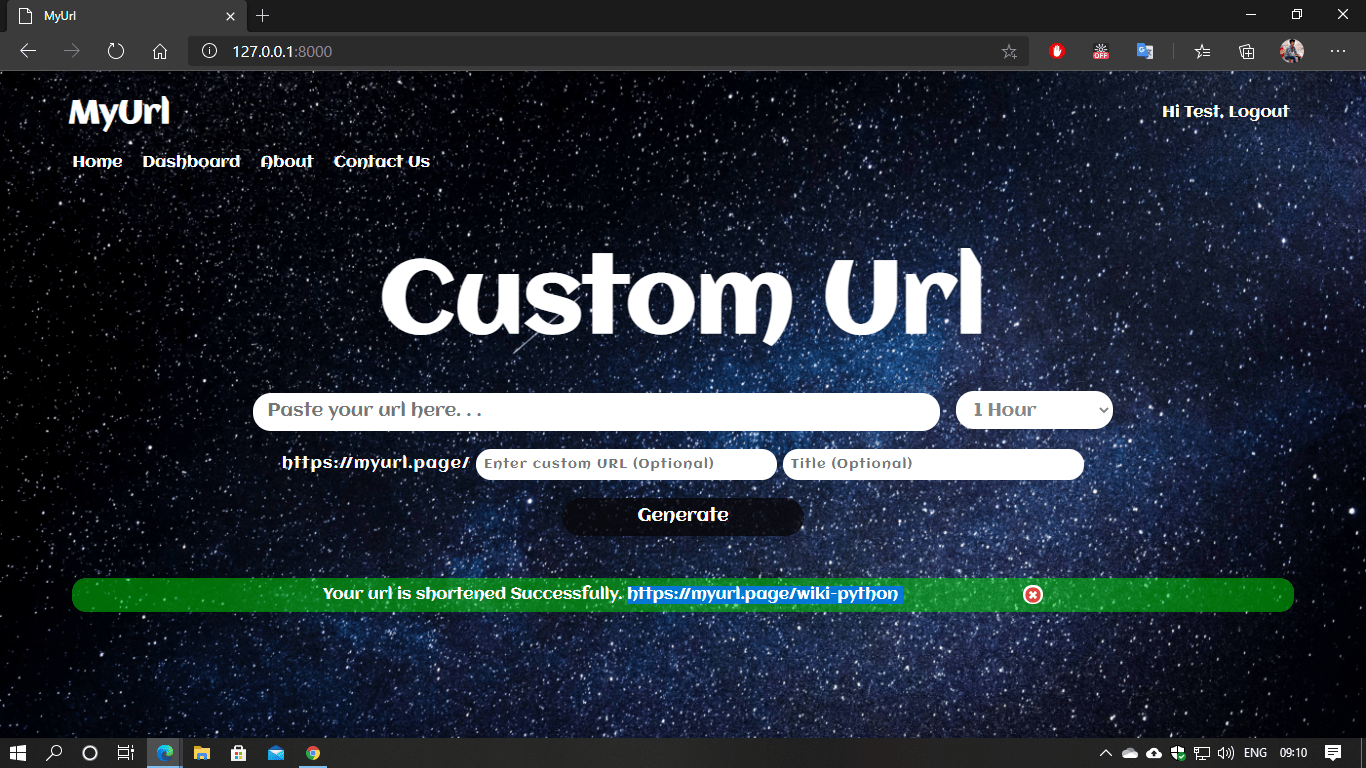 MyUrl
127.0.0.1:8000
OFF
MyUrl
Hi Test, Logout
Home Dashboard About Contact Us
Custom Url
Paste your url here. . .
1 Hour
https://myurl.page/
Enter custom URL (Optional)
Title (Optional)
Generate
Your url is shortened Successfully. https://myurl.page/wiki-python
ENG
09:10